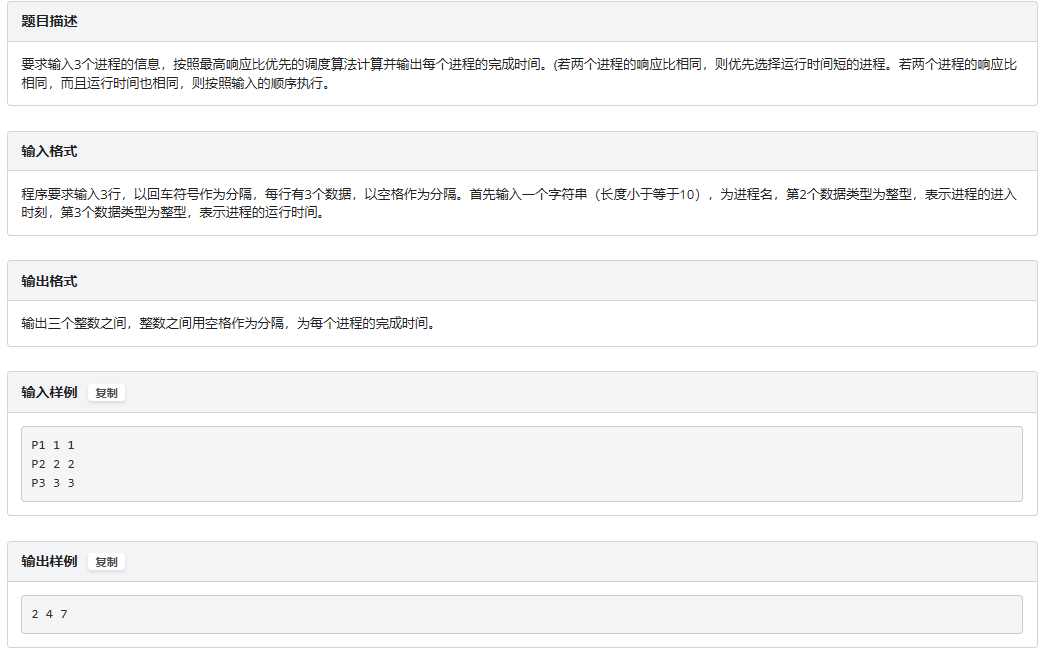 题目描述
要求输入3个进程的信息，按照最高响应比优先的调度算法计算并输出每个进程的完成时间。(若两个进程的响应比相同，则优先选择运行时间短的进程。若两个进程的响应比
相同，而且运行时间也相同，则按照输入的顺序执行。
输入格式
程序要求输入3行，以回车符号作为分隔，每行有3个数据，以空格作为分隔。首先输入一个字符串（长度小于等于10），为进程名，第2个数据类型为整型，表示进程的进入
时刻，第3个数据类型为整型，表示进程的运行时间。
输出格式
输出三个整数之间，整数之间用空格作为分隔，为每个进程的完成时间。
输入样例 复制
P1 1 1
P2 2 2
P3 3 3
输出样例 复制
2 4 7